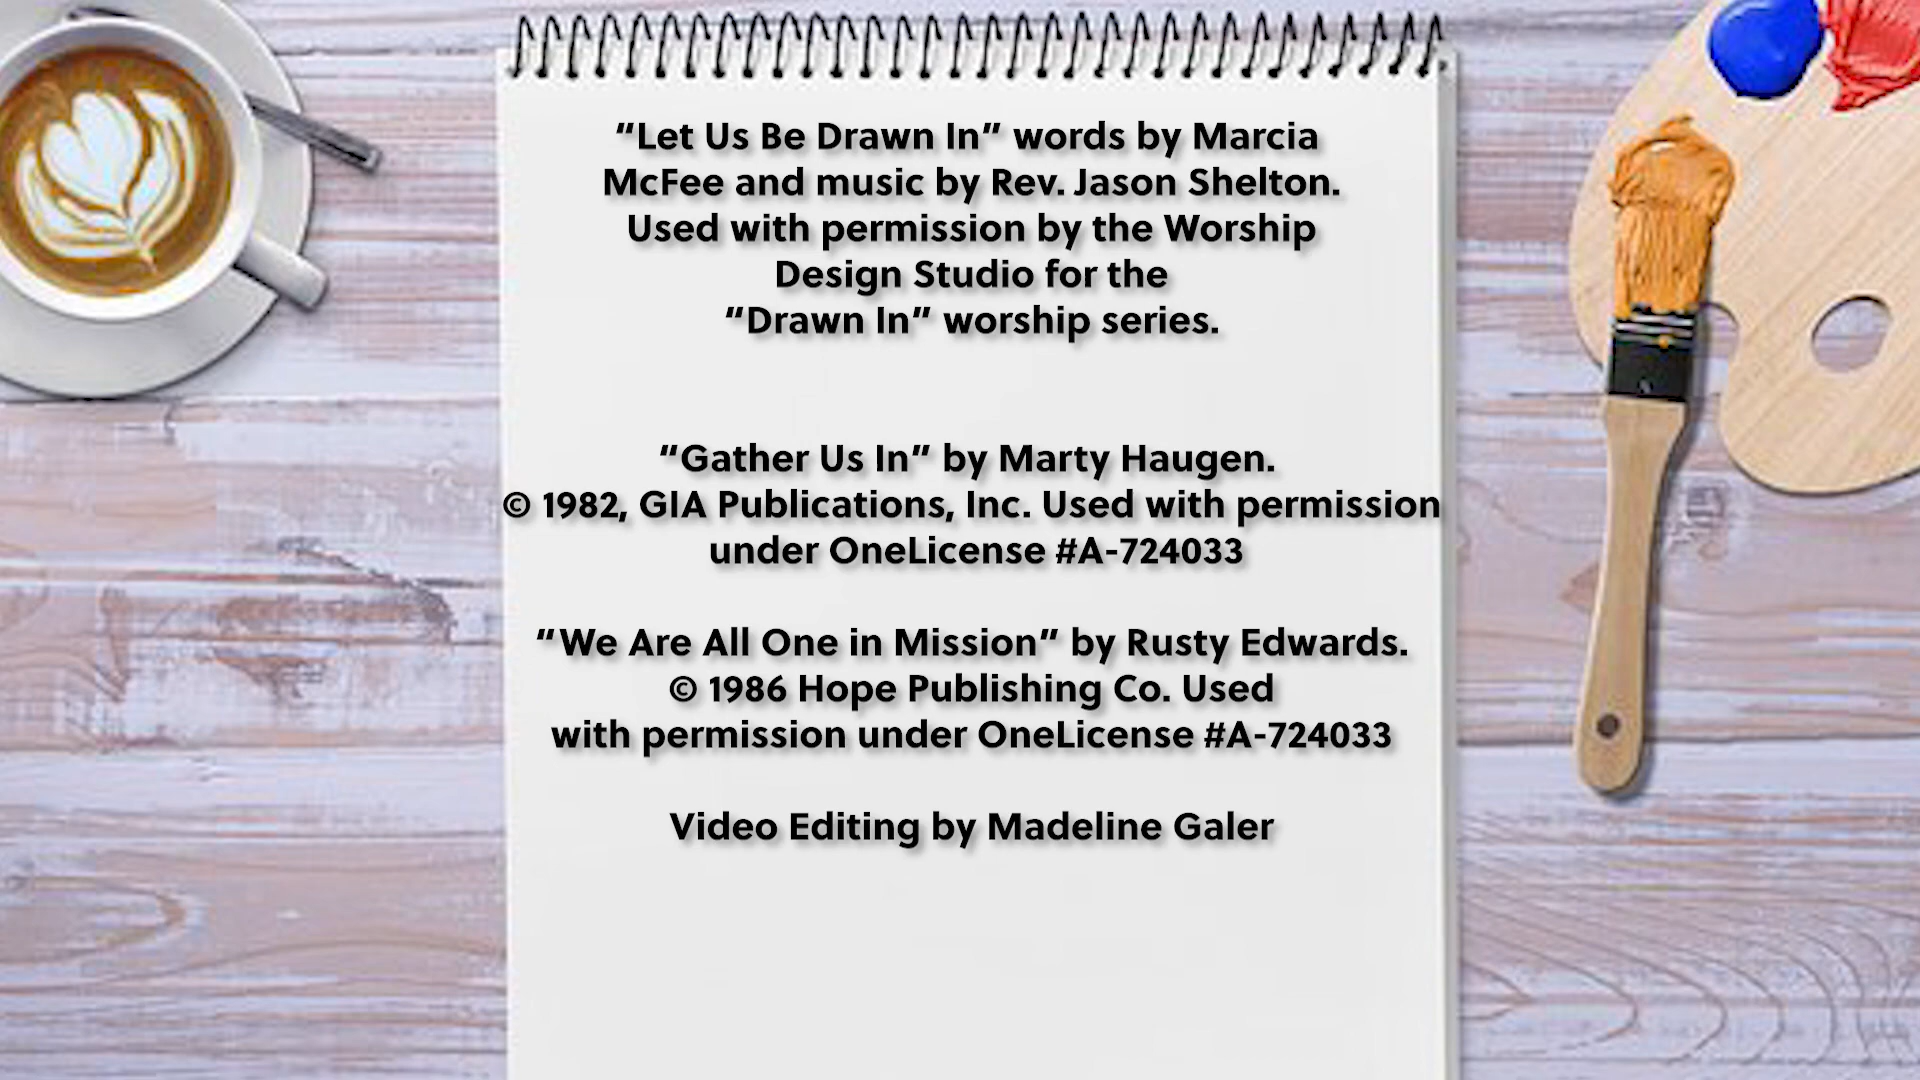 “Let Us Be Drawn In” words by Marcia
McFee and music by Rev. Jason Shelton.
Used with permission by the Worship
Design Studio for the
“Drawn In” worship series.
“Gather Us In” by Marty Haugen.
© 1982, GIA Publications, Inc. Used with permission
under OneLicense #A-724033
“We Are All One in Mission” by Rusty Edwards.
© 1986 Hope Publishing Co. Used
with permission under OneLicense #A-724033
Video Editing by Madeline Galer